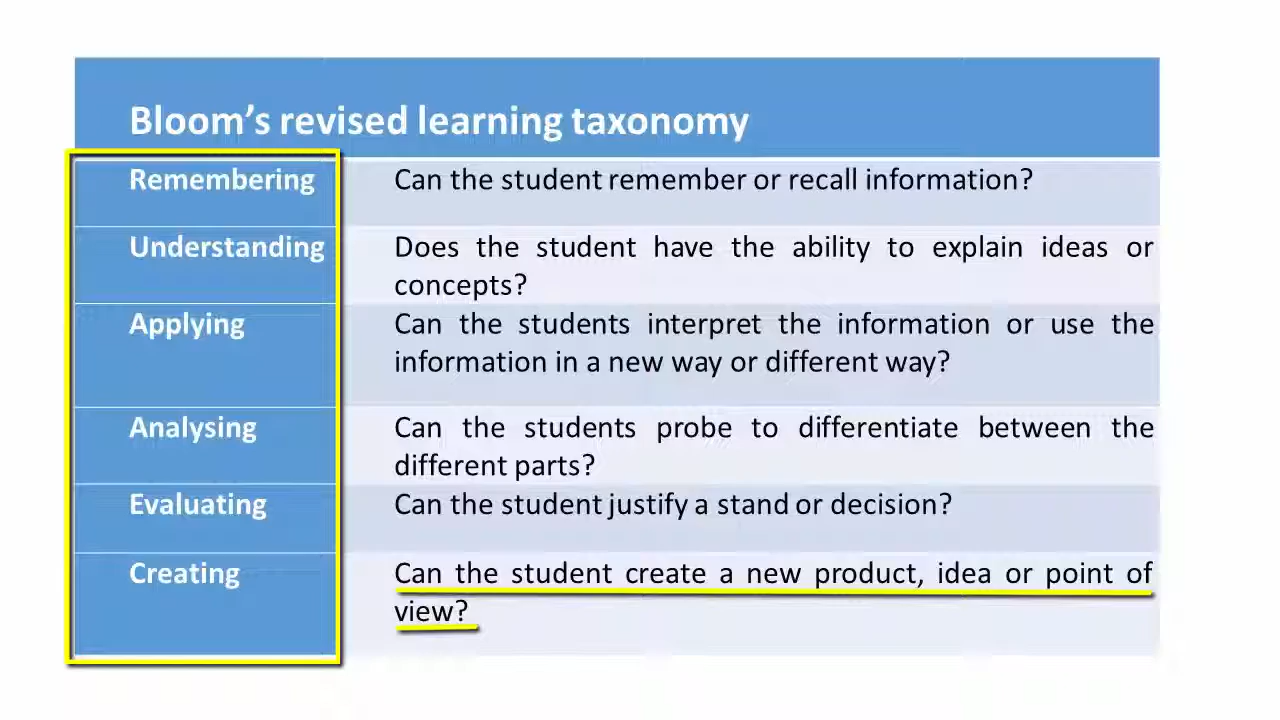 Bloom’s revised learning taxonomy
Remembering
Can the student remember or recall information?
Understanding
Does the student have the ability to explain ideas or
concepts?
Applying
Can the students interpret the information or use the
information in a new way or different way?
Analysing
Can the students probe to differentiate between the
different parts?
Evaluating
Can the student justify a stand or decision?
Creating
Can the student create a new product, idea or point of
view?